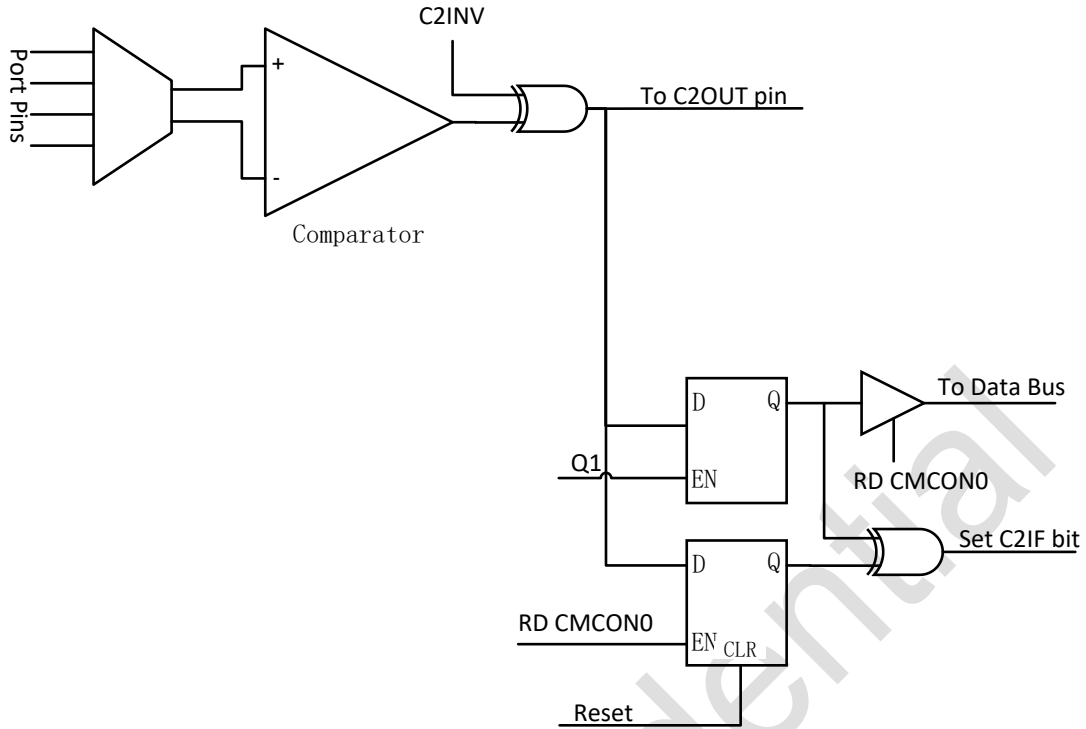 C2INV
Port Pins
+
-
To C2OUT pin
Comparator
D
Q
To Data Bus
Q1
EN
RD CMCON0
Set C2IF bit
D
Q
RD CMCON0
EN
CLR
Reset